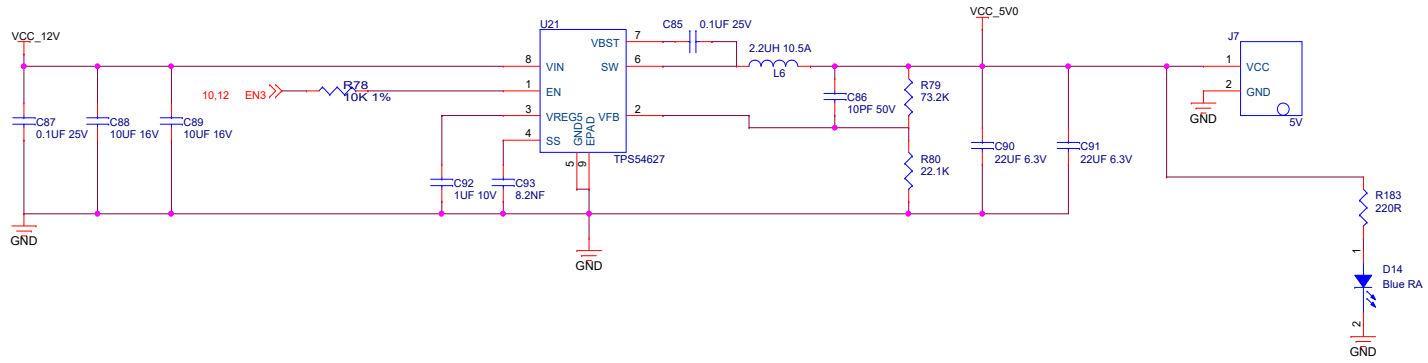 VCC_12V
C87
0.1UF 25V
C88
10UF 16V
C89
10UF 16V
GND
10,12 EN3
R78
10K 1%
U21
8 VIN
1 EN
3 VREG5
4 SS
VBST 7
SW 6
VFB 2
GND
EPAD
5
9
TPS54627
C92
1UF 10V
C93
8.2NF
GND
C85 0.1UF 25V
2.2UH 10.5A
L6
C86
10PF 50V
R79
73.2K
R80
22.1K
VCC_5V0
C90
22UF 6.3V
C91
22UF 6.3V
J7
1 VCC
2 GND
5V
GND
R183
220R
1
D14
Blue RA
2
GND